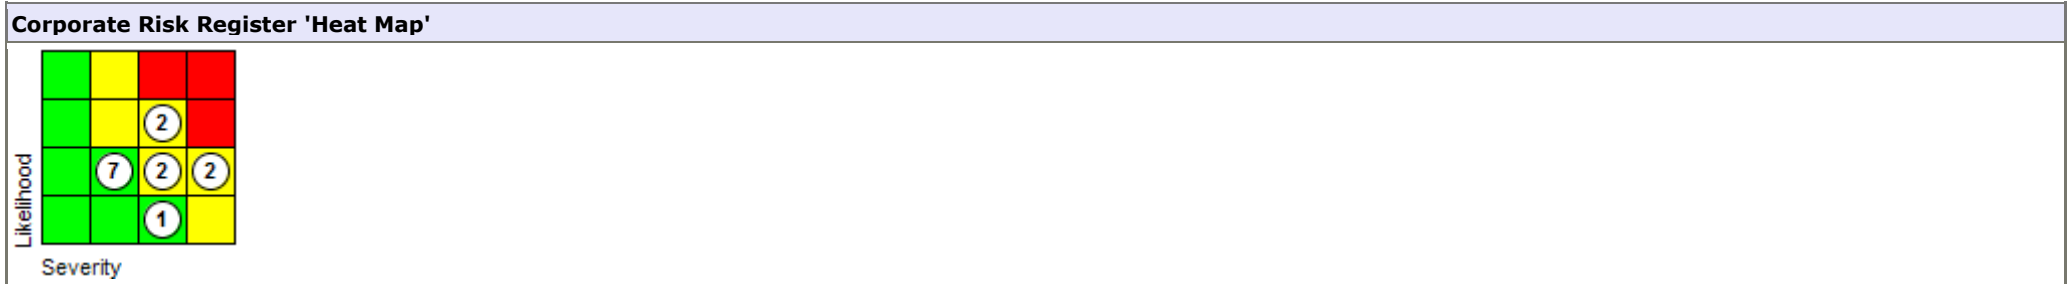 Corporate Risk Register 'Heat Map'
2
7 2 2
1
Likelihood
Severity